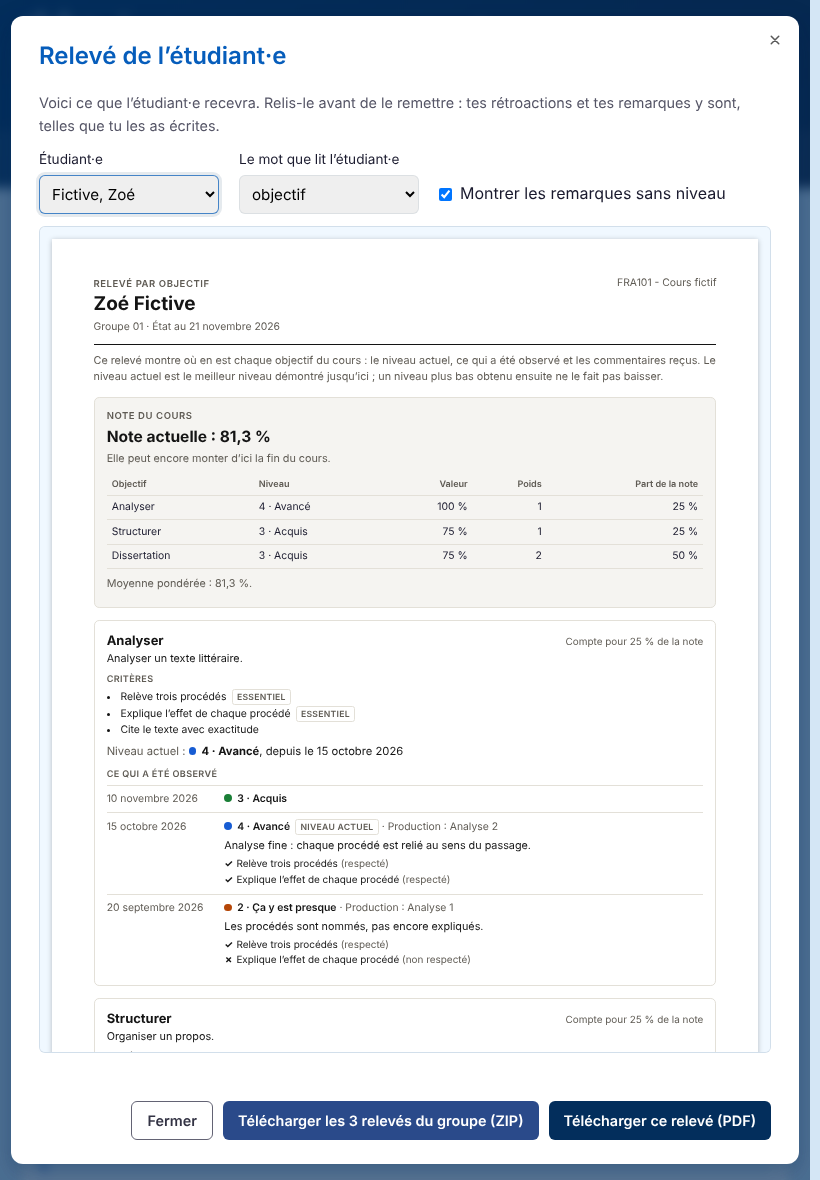 Relevé de l’étudiant·e
×
Voici ce que l’étudiant·e recevra. Relis-le avant de le remettre : tes rétroactions et tes remarques y sont,
telles que tu les as écrites.
Étudiant·e
Le mot que lit l’étudiant·e
Fictive, Zoé
objectif
Montrer les remarques sans niveau
RELEVÉ PAR OBJECTIF
FRA101 - Cours fictif
Zoé Fictive
Groupe 01 · État au 21 novembre 2026
Ce relevé montre où en est chaque objectif du cours : le niveau actuel, ce qui a été observé et les commentaires reçus. Le
niveau actuel est le meilleur niveau démontré jusqu’ici ; un niveau plus bas obtenu ensuite ne le fait pas baisser.
NOTE DU COURS
Note actuelle : 81,3 %
Elle peut encore monter d’ici la fin du cours.
Objectif Niveau Valeur Poids Part de la note
Analyser 4 · Avancé 100 % 1 25 %
Structurer 3 · Acquis 75 % 1 25 %
Dissertation 3 · Acquis 75 % 2 50 %
Moyenne pondérée : 81,3 %.
Analyser
Compte pour 25 % de la note
Analyser un texte littéraire.
CRITÈRES
• Relève trois procédés ESSENTIEL
• Explique l’effet de chaque procédé ESSENTIEL
• Cite le texte avec exactitude
Niveau actuel : 4 · Avancé, depuis le 15 octobre 2026
CE QUI A ÉTÉ OBSERVÉ
10 novembre 2026 3 · Acquis
15 octobre 2026 4 · Avancé NIVEAU ACTUEL · Production : Analyse 2
Analyse fine : chaque procédé est relié au sens du passage.
✓ Relève trois procédés (respecté)
✓ Explique l’effet de chaque procédé (respecté)
20 septembre 2026 2 · Ça y est presque · Production : Analyse 1
Les procédés sont nommés, pas encore expliqués.
✓ Relève trois procédés (respecté)
× Explique l’effet de chaque procédé (non respecté)
Structurer
Compte pour 25 % de la note
Organiser un propos.
Fermer
Télécharger les 3 relevés du groupe (ZIP)
Télécharger ce relevé (PDF)